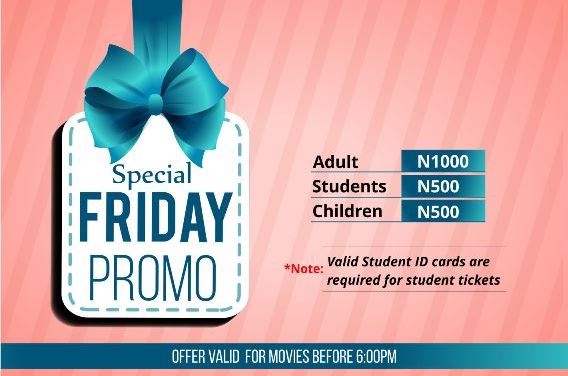 Special
FRIDAY
PROMO
Adult N1000
Students N500
Children N500
*Note: Valid Student ID cards are
required for student tickets
OFFER VALID FOR MOVIES BEFORE 6:00PM